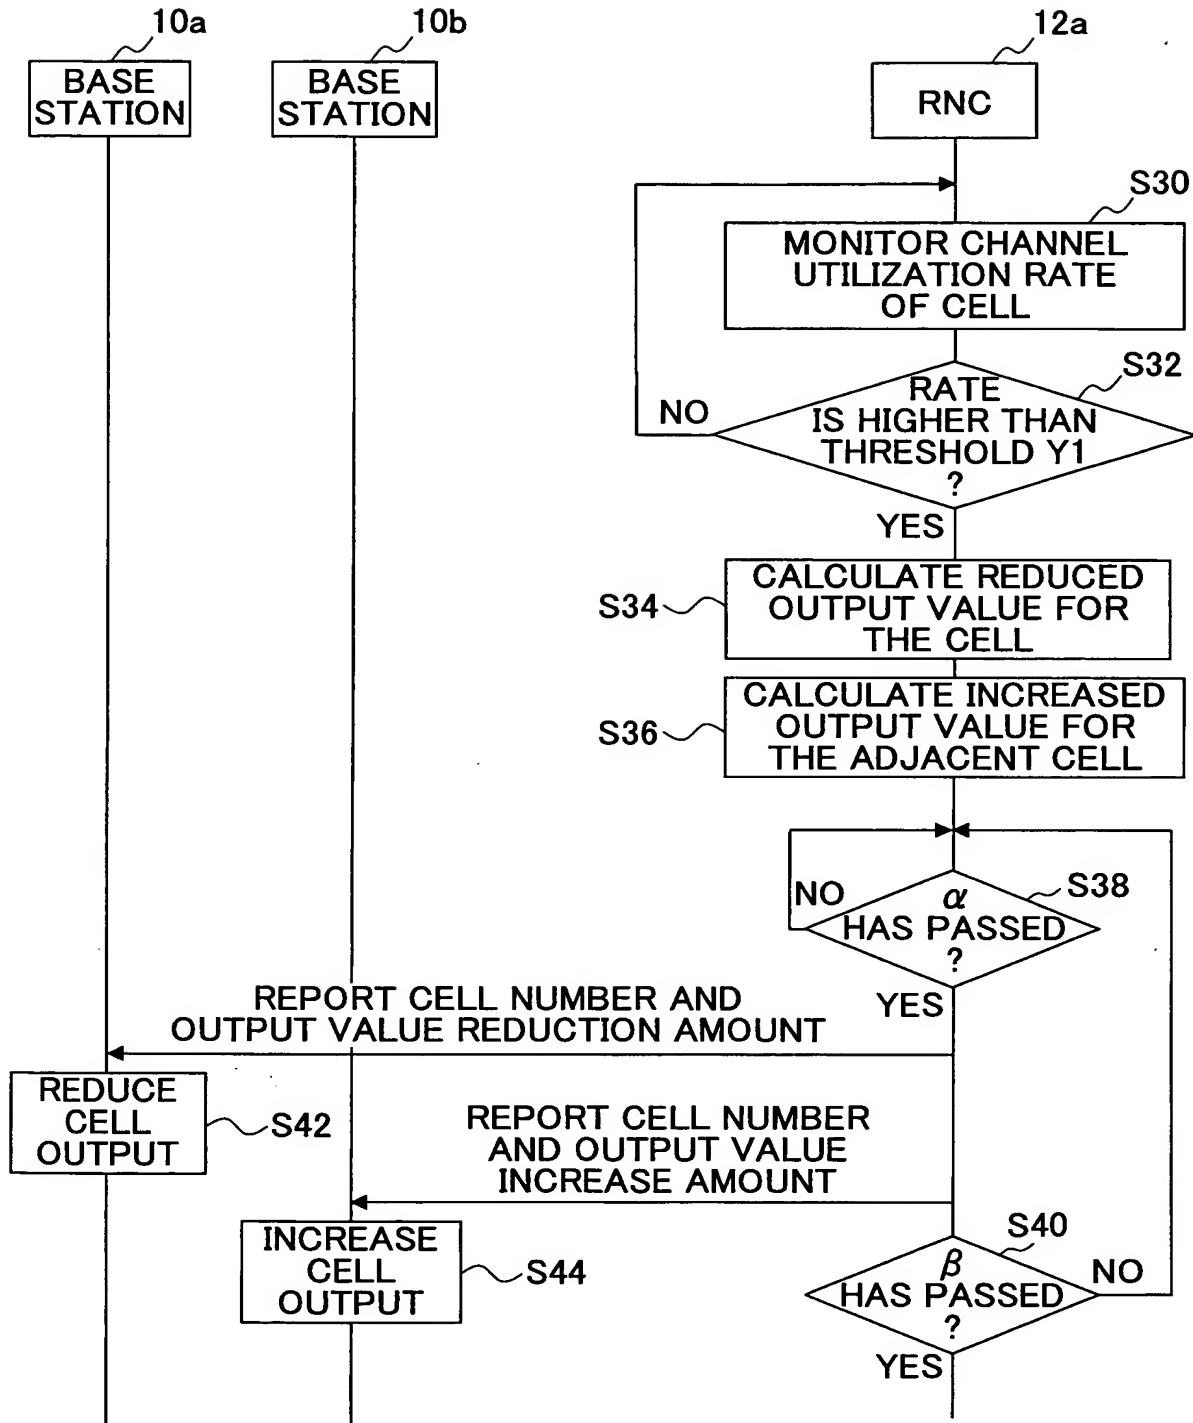 10a
10b
12a
BASE
STATION
BASE
STATION
RNC
S30
MONITOR CHANNEL
UTILIZATION RATE
OF CELL
S32
RATE
IS HIGHER THAN
THRESHOLD Y1
?
NO
YES
S34
CALCULATE REDUCED
OUTPUT VALUE FOR
THE CELL
S36
CALCULATE INCREASED
OUTPUT VALUE FOR
THE ADJACENT CELL
S38
NO
α
HAS PASSED
?
YES
REPORT CELL NUMBER AND
OUTPUT VALUE REDUCTION AMOUNT
REDUCE
CELL
OUTPUT
S42
REPORT CELL NUMBER
AND OUTPUT VALUE
INCREASE AMOUNT
INCREASE
CELL
OUTPUT
S44
S40
β
HAS PASSED
?
NO
YES